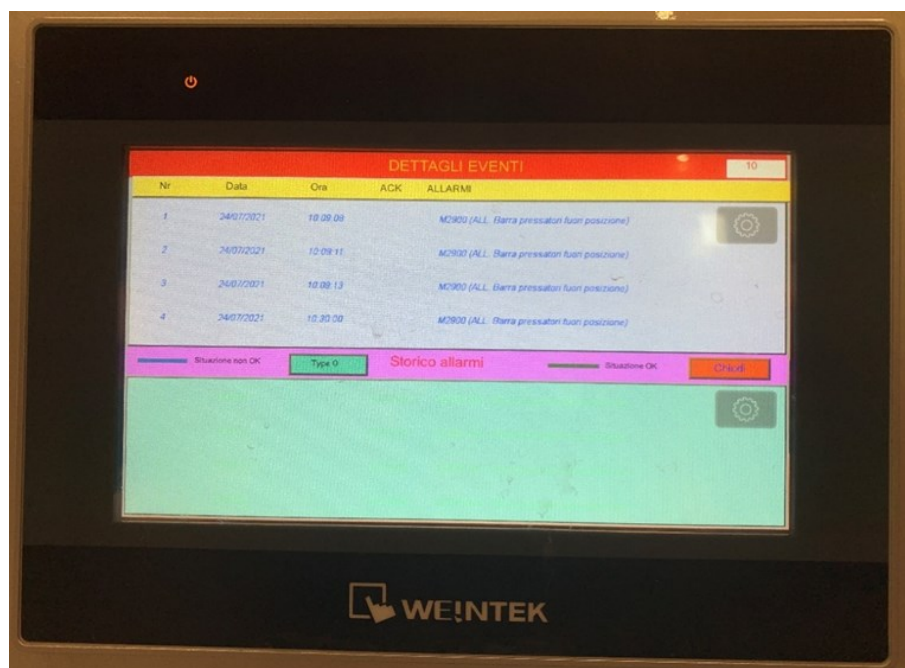 DETTAGLI EVENTI 10
Nr Data Ora ACK ALLARMI
1 24/07/2021 10:09:09 M2900 (ALL. Barra pressatori fuori posizione)
2 24/07/2021 10:09:11 M2900 (ALL. Barra pressatori fuori posizione)
3 24/07/2021 10:09:13 M2900 (ALL. Barra pressatori fuori posizione)
4 24/07/2021 10:30:00 M2900 (ALL. Barra pressatori fuori posizione)
Situazione non OK Type 0 Storico allarmi Situazione OK Chiudi
WEINTEK